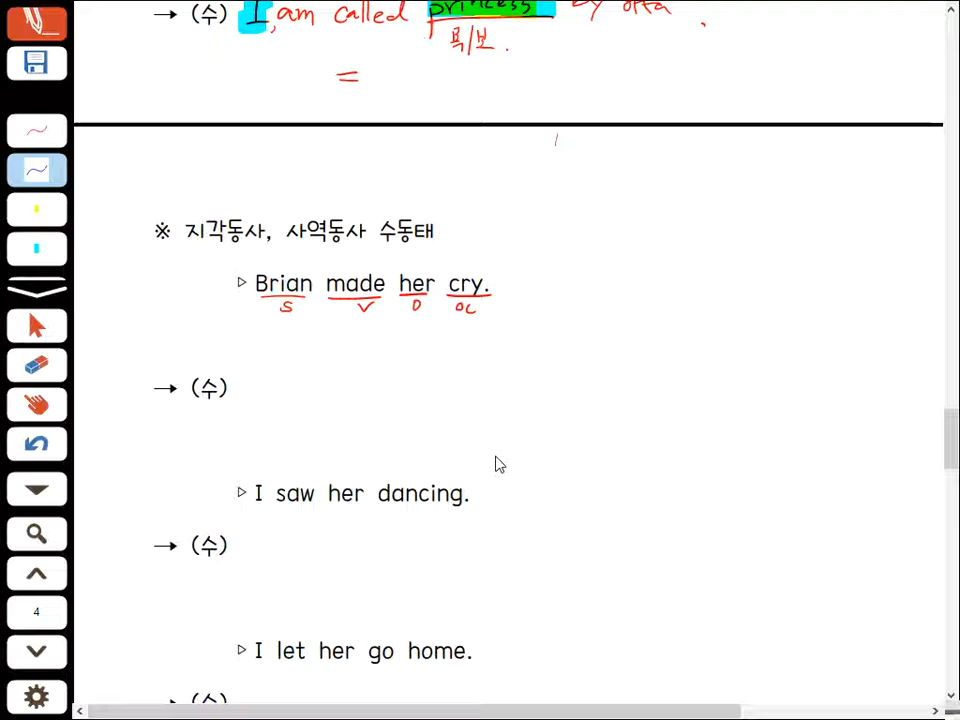 → (수) I am called princess by
목/보.
=
※ 지각동사, 사역동사 수동태
▷ Brian made her cry.
S V O OC
→ (수)
▷ I saw her dancing.
→ (수)
▷ I let her go home.
4
→ (수)